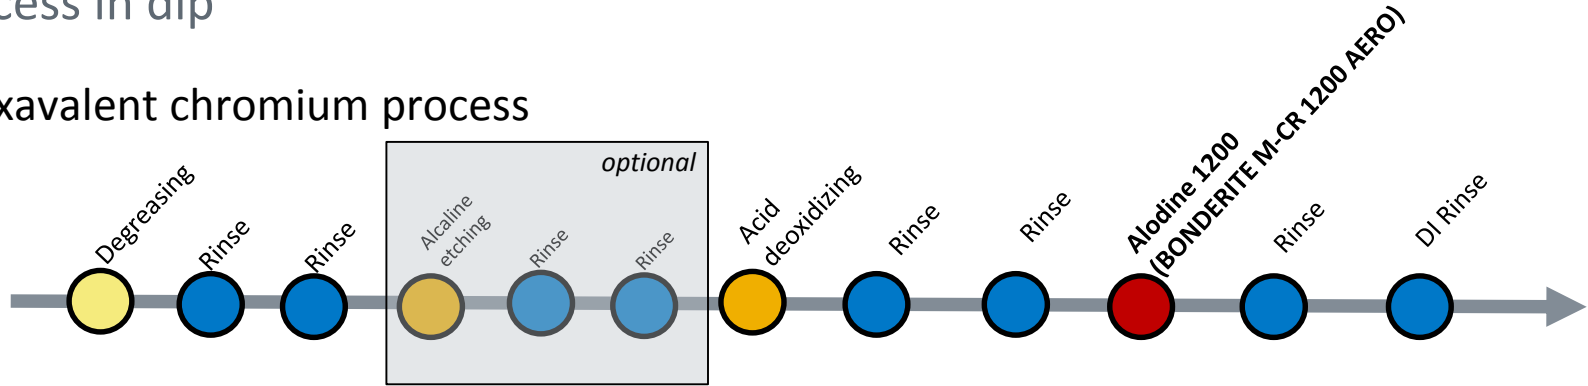 cess in dip
xavalent chromium process
optional
Degreasing
Rinse
Rinse
Alcaline
etching
Rinse
Rinse
Acid
deoxidizing
Rinse
Rinse
Alodine 1200
(BONDERITE M-CR 1200 AERO)
Rinse
DI Rinse